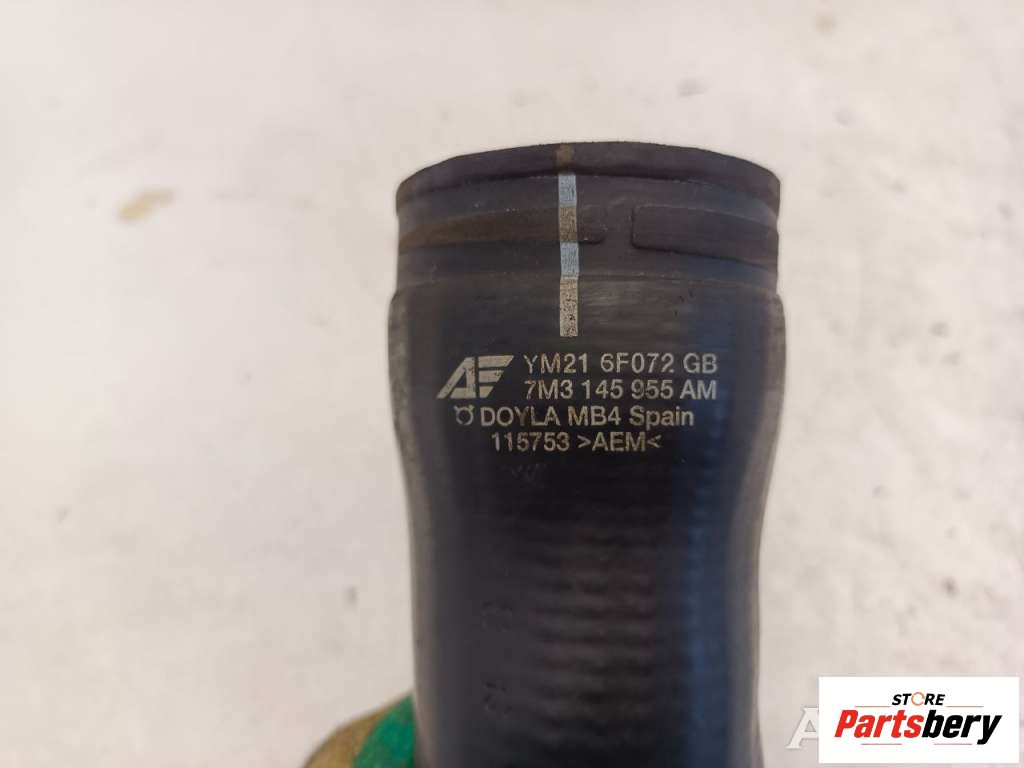 YM21 6F072 GB
7M3 145 955 AM
DOYLA MB4 Spain
115753 >AEM<
STORE
Partsbery